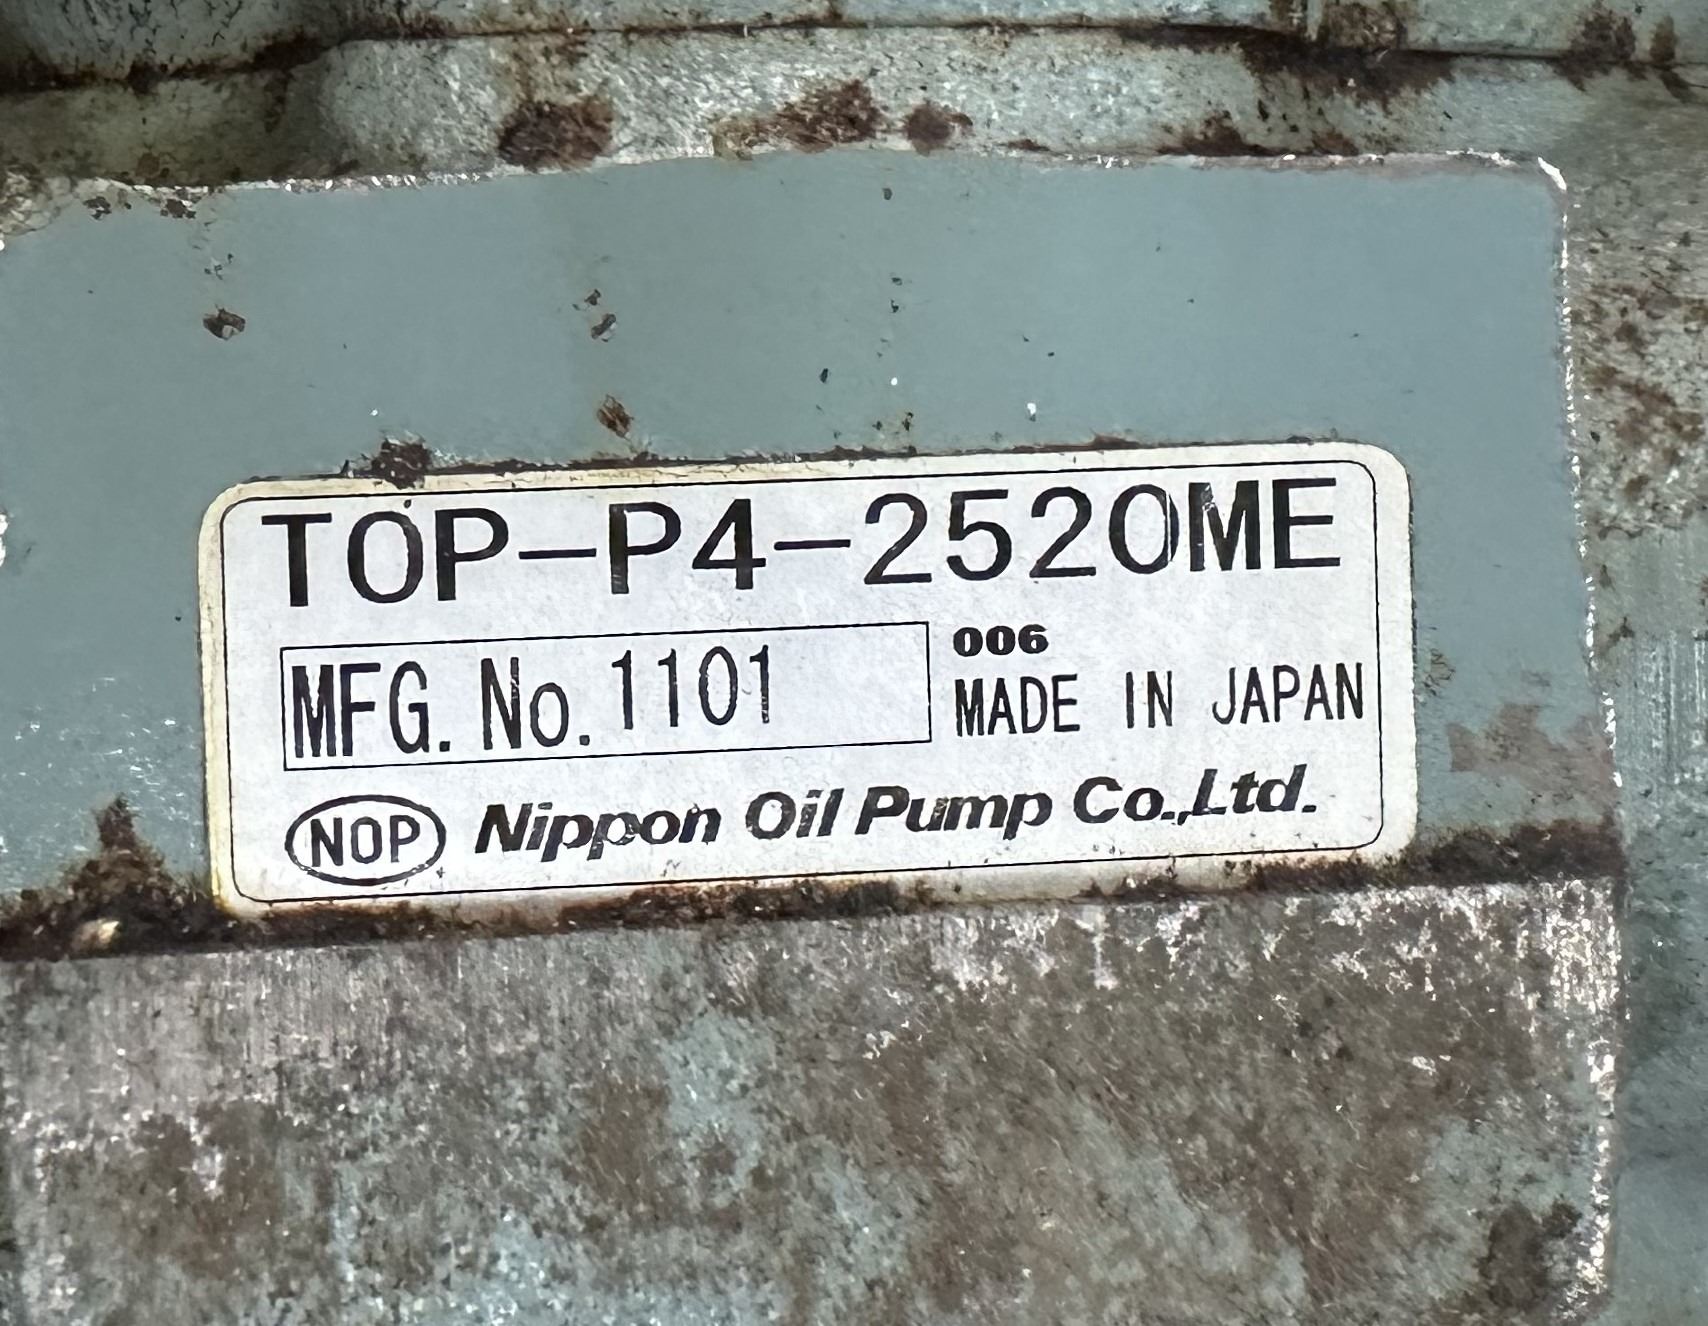 TOP-P4-2520ME
MFG. No. 1101
006
MADE IN JAPAN
NOP Nippon Oil Pump Co.,Ltd.